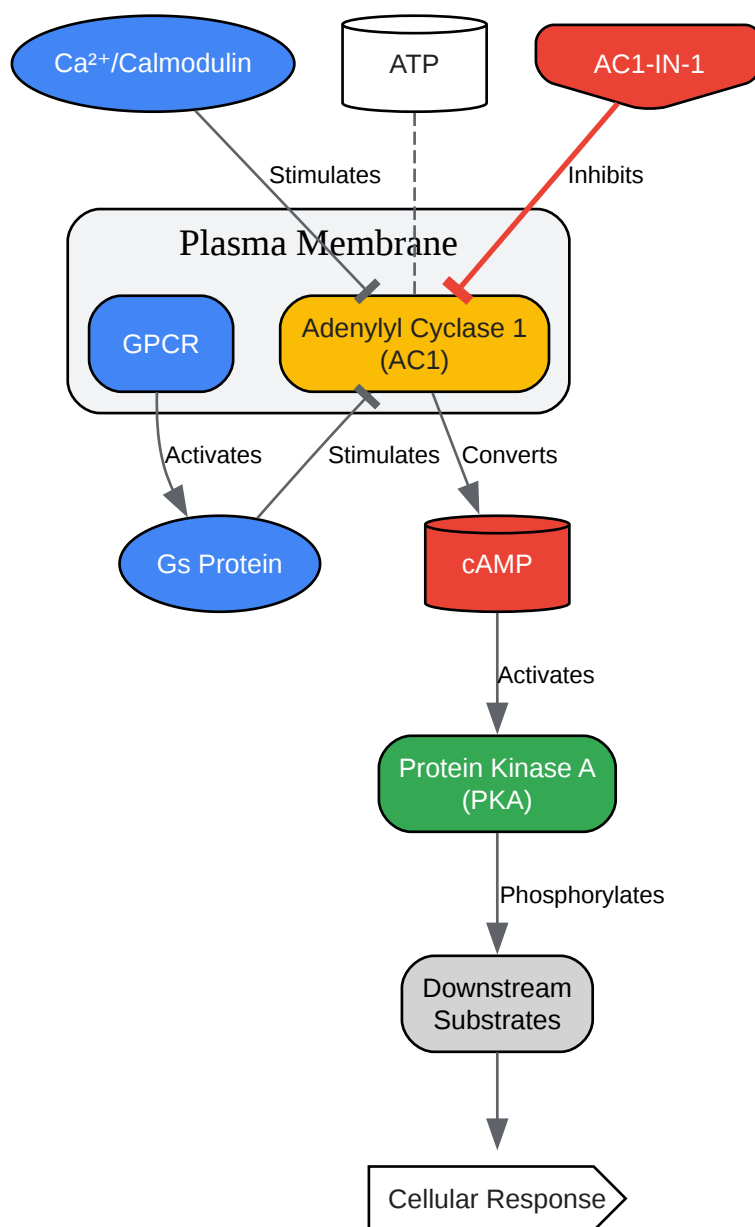 Ca²⁺/Calmodulin
ATP
AC1-IN-1
Stimulates
Inhibits
Plasma Membrane
GPCR
Adenylyl Cyclase 1
(AC1)
Activates
Stimulates
Converts
Gs Protein
cAMP
Activates
Protein Kinase A
(PKA)
Phosphorylates
Downstream
Substrates
Cellular Response